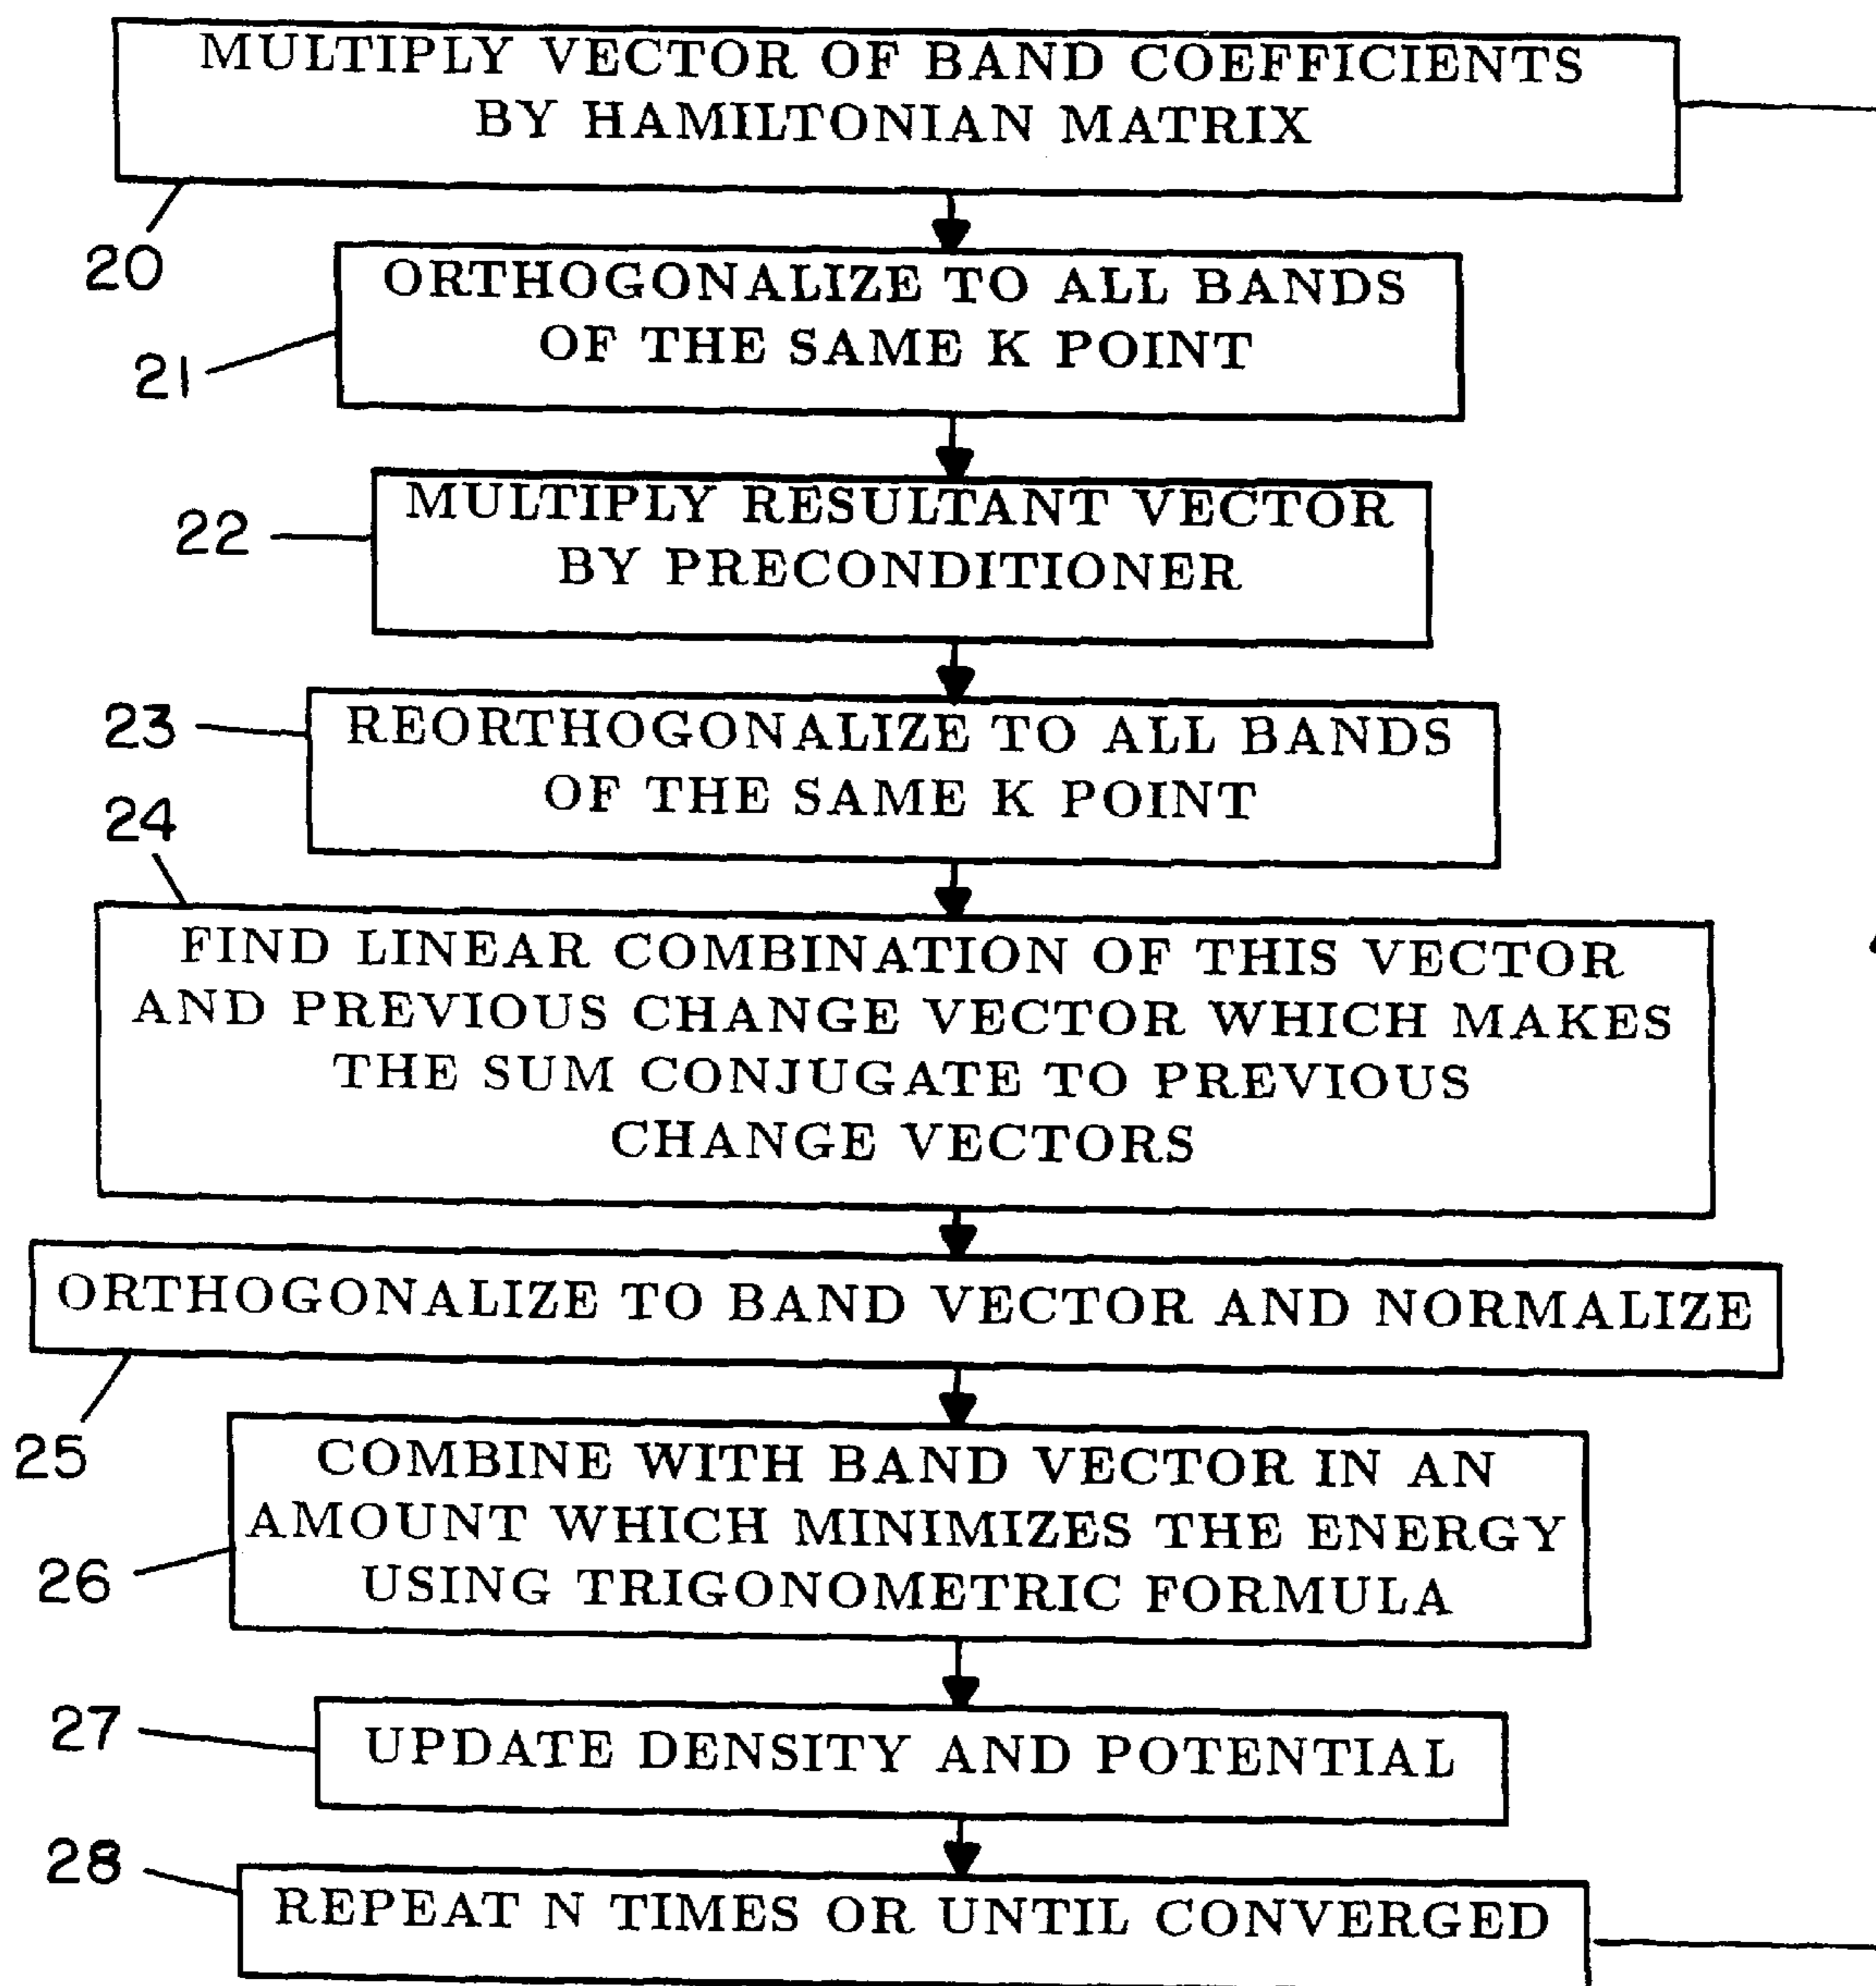 MULTIPLY VECTOR OF BAND COEFFICIENTS
BY HAMILTONIAN MATRIX
20
ORTHOGONALIZE TO ALL BANDS
OF THE SAME K POINT
21
MULTIPLY RESULTANT VECTOR
BY PRECONDITIONER
22
REORTHOGONALIZE TO ALL BANDS
OF THE SAME K POINT
23
24
FIND LINEAR COMBINATION OF THIS VECTOR
AND PREVIOUS CHANGE VECTOR WHICH MAKES
THE SUM CONJUGATE TO PREVIOUS
CHANGE VECTORS
ORTHOGONALIZE TO BAND VECTOR AND NORMALIZE
25
COMBINE WITH BAND VECTOR IN AN
AMOUNT WHICH MINIMIZES THE ENERGY
USING TRIGONOMETRIC FORMULA
26
27
UPDATE DENSITY AND POTENTIAL
28
REPEAT N TIMES OR UNTIL CONVERGED